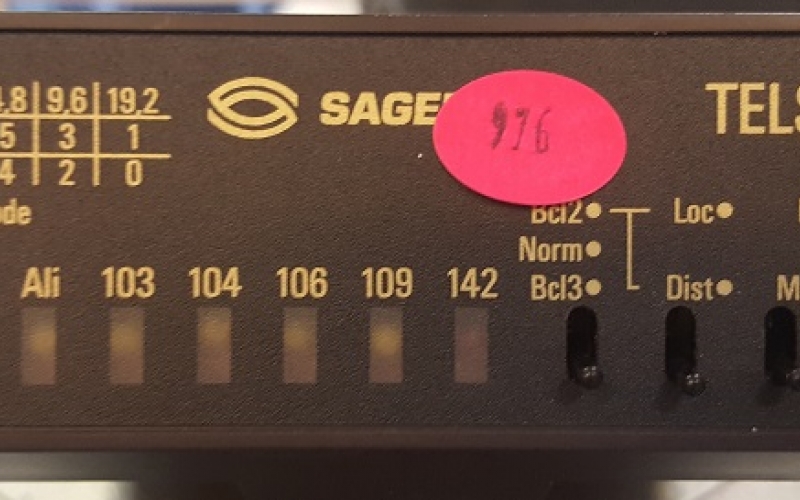 4,8 9,6 19,2
5 3 1
4 2 0
SAGE
976
TELS
ode
Bcl2 Loc
Norm
Bcl3 Dist M
Ali 103 104 106 109 142